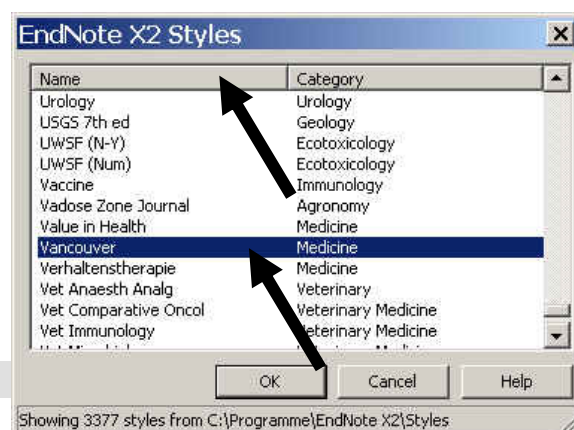 EndNote X2 Styles
Name Category
Urology Urology
USGS 7th ed Geology
UWSF (N-Y) Ecotoxicology
UWSF (Num) Ecotoxicology
Vaccine Immunology
Vadose Zone Journal Agronomy
Value in Health Medicine
Vancouver Medicine
Verhaltenstherapie Medicine
Vet Anaesth Analg Veterinary
Vet Comparative Oncol Veterinary Medicine
Vet Immunology Veterinary Medicine
OK Cancel Help
Showing 3377 styles from C:\Programme\EndNote X2\Styles